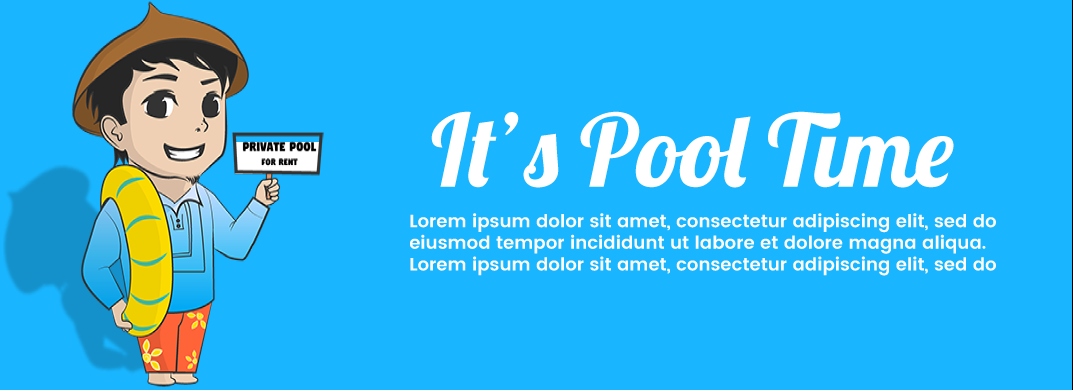 PRIVATE POOL
FOR RENT
It's Pool Time
Lorem ipsum dolor sit amet, consectetur adipiscing elit, sed do
eiusmod tempor incididunt ut labore et dolore magna aliqua.
Lorem ipsum dolor sit amet, consectetur adipiscing elit, sed do